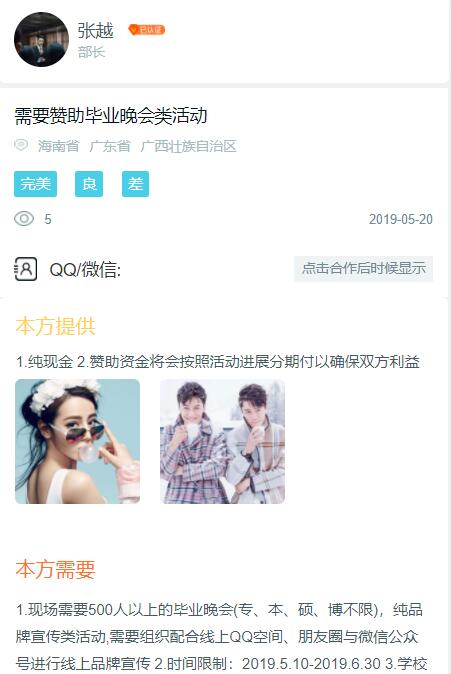 张越 已认证
部长
需要赞助毕业晚会类活动
海南省 广东省 广西壮族自治区
完美 良 差
5 2019-05-20
QQ/微信: 点击合作后时候显示
本方提供
1.纯现金 2.赞助资金将会按照活动进展分期付以确保双方利益
本方需要
1.现场需要500人以上的毕业晚会(专、本、硕、博不限)，纯品
牌宣传类活动,需要组织配合线上QQ空间、朋友圈与微信公众
号进行线上品牌宣传 2.时间限制：2019.5.10-2019.6.30 3.学校